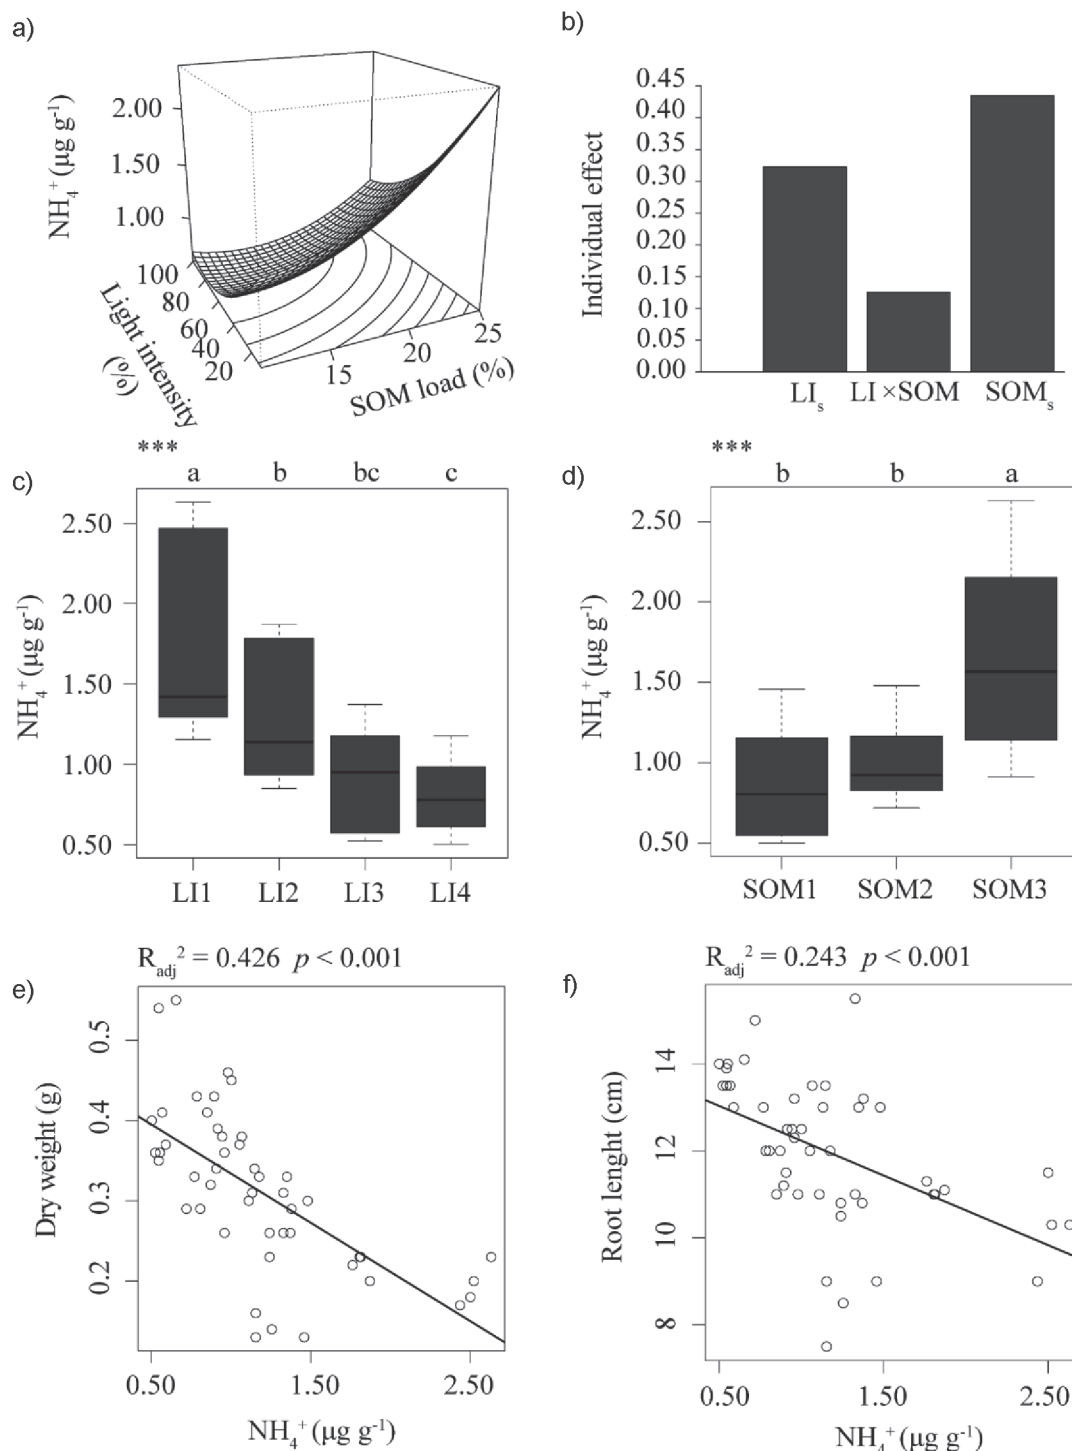 a)
NH₄⁺ (µg g⁻¹)
2.00
1.50
1.00
100
80
60
40
20
Light intensity
(%)
15
20
25
SOM load (%)
b)
Individual effect
0.45
0.40
0.35
0.30
0.25
0.20
0.15
0.10
0.05
0.00
LIₛ LI ×SOM SOMₛ
c)
***
a b bc c
NH₄⁺ (µg g⁻¹)
2.50
2.00
1.50
1.00
0.50
LI1 LI2 LI3 LI4
d)
***
b b a
NH₄⁺ (µg g⁻¹)
2.50
2.00
1.50
1.00
0.50
SOM1 SOM2 SOM3
e)
R_adj² = 0.426 p < 0.001
Dry weight (g)
0.5
0.4
0.3
0.2
0.50 1.50 2.50
NH₄⁺ (µg g⁻¹)
f)
R_adj² = 0.243 p < 0.001
Root lenght (cm)
14
12
10
8
0.50 1.50 2.50
NH₄⁺ (µg g⁻¹)